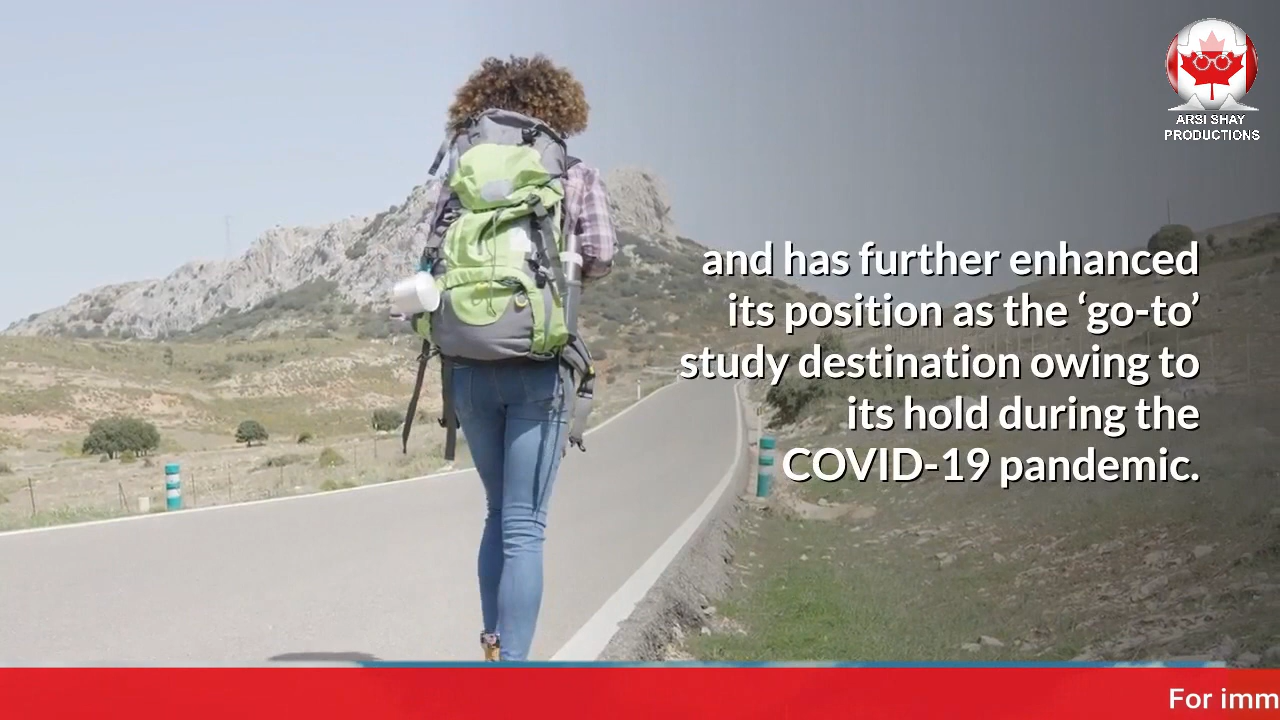 ARSI SHAY
PRODUCTIONS
and has further enhanced
its position as the ‘go-to’
study destination owing to
its hold during the
COVID-19 pandemic.
For imm